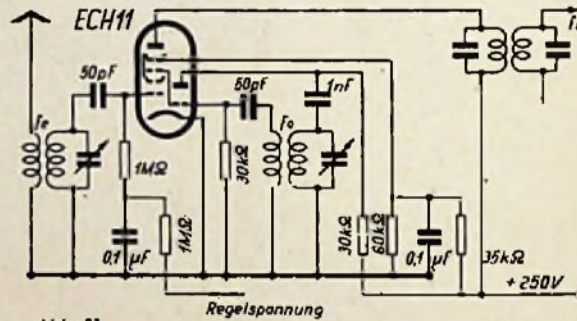 ECH11
50pF
50pF
1nF
Fe
Fo
1MΩ
30kΩ
0,1 µF
1MΩ
30kΩ
60kΩ
0,1 µF
35kΩ
+250V
Regelspannung